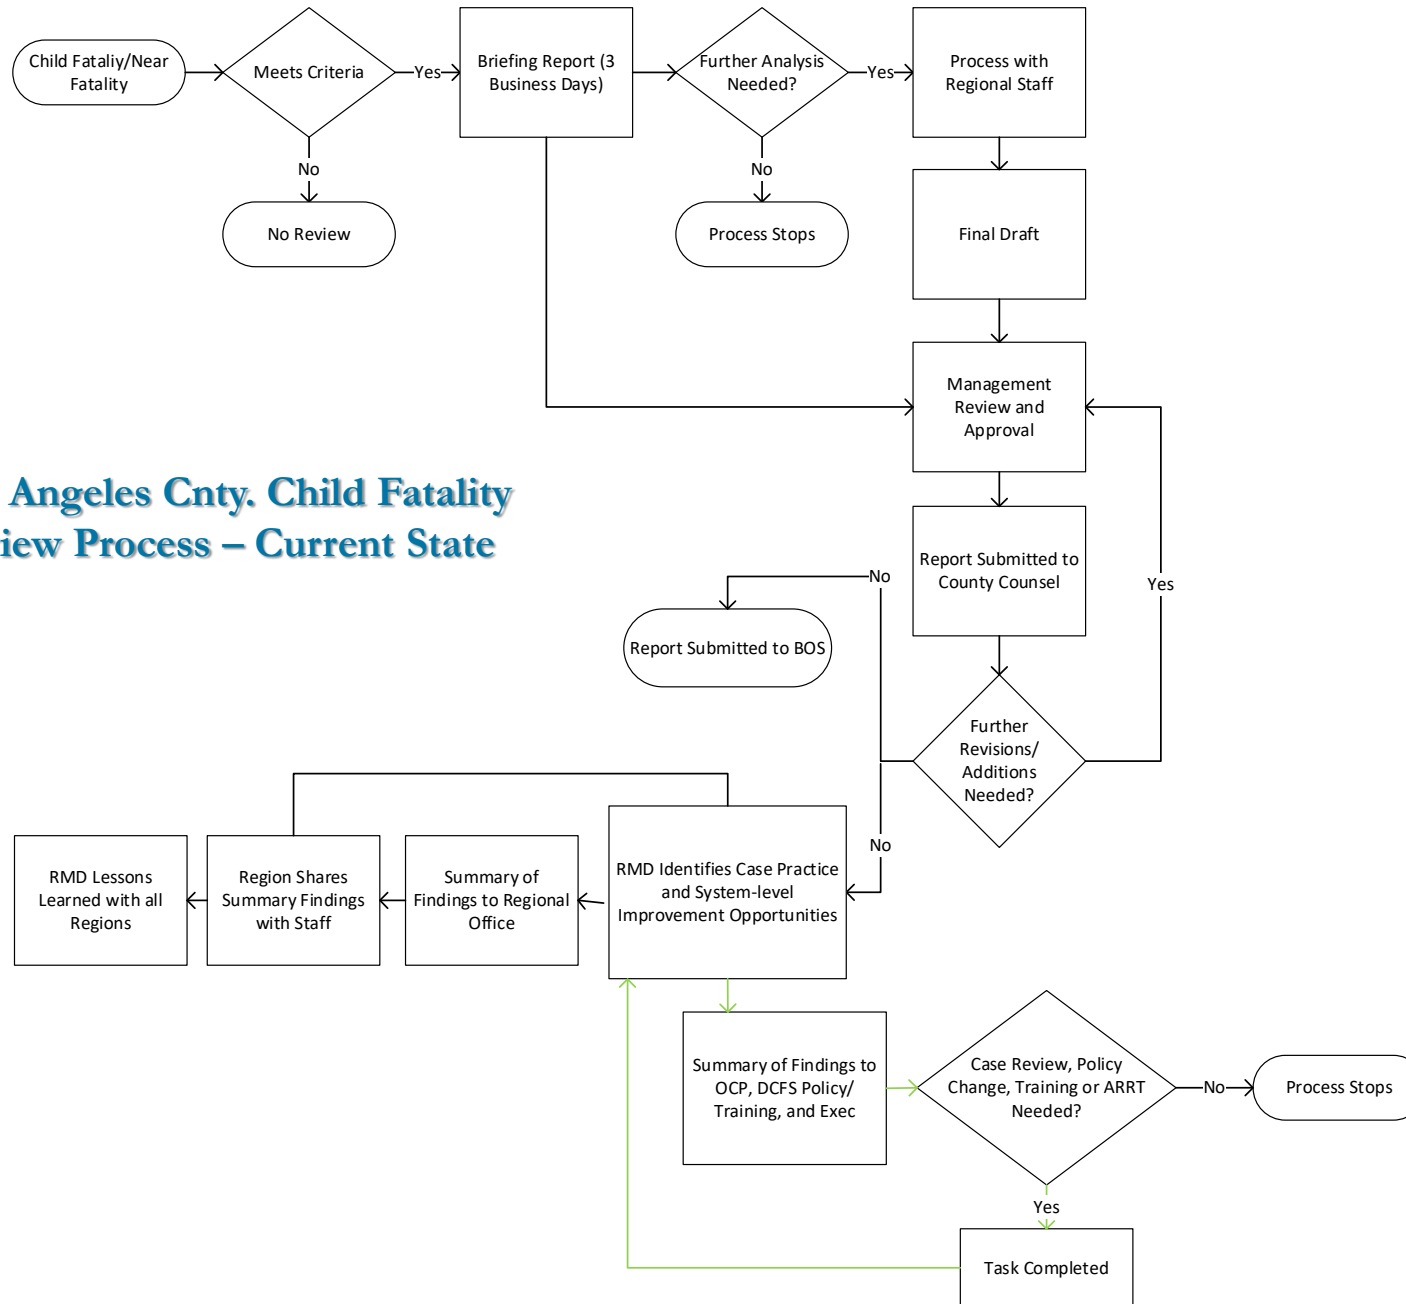 Child Fataliy/Near
Fatality
Meets Criteria
Yes
Briefing Report (3
Business Days)
Further Analysis
Needed?
Yes
Process with
Regional Staff
No
No
No Review
Process Stops
Final Draft
Management
Review and
Approval
Angeles Cnty. Child Fatality
iew Process – Current State
Report Submitted to
County Counsel
No
Yes
Report Submitted to BOS
Further
Revisions/
Additions
Needed?
No
RMD Lessons
Learned with all
Regions
Region Shares
Summary Findings
with Staff
Summary of
Findings to Regional
Office
RMD Identifies Case Practice
and System-level
Improvement Opportunities
Summary of Findings to
OCP, DCFS Policy/
Training, and Exec
Case Review, Policy
Change, Training or ARRT
Needed?
No
Process Stops
Yes
Task Completed